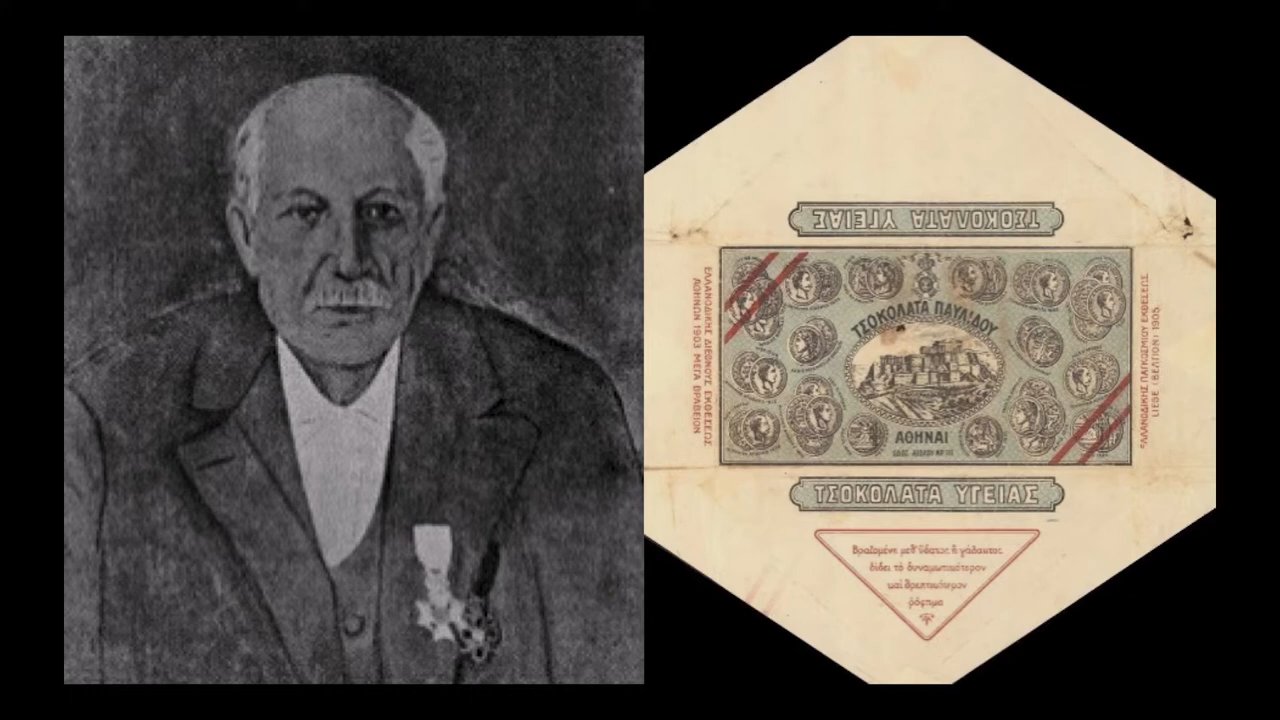 ΤΣΟΚΟΛΑΤΑ ΥΓΕΙΑΣ
ΕΛΛΑΝΟΔΙΚΗΣ ΔΙΕΘΝΟΥΣ ΕΚΘΕΣΕΩΣ
ΑΘΗΝΩΝ 1903 ΜΕΓΑ ΒΡΑΒΕΙΟΝ
ΤΣΟΚΟΛΑΤΑ ΠΑΥΛΙΔΟΥ
ΑΘΗΝΑΙ
ΕΛΛΑΝΟΔΙΚΗΣ ΠΑΓΚΟΣΜΙΟΥ ΕΚΘΕΣΕΩΣ
LIEGE (ΒΕΛΓΙΟΝ) 1905
ΤΣΟΚΟΛΑΤΑ ΥΓΕΙΑΣ
Βραζομένη μεθ' ὕδατος ἢ γάλακτος
δίδει τὸ δυναμωτικώτερον
καὶ θρεπτικώτερον
ῥόφημα